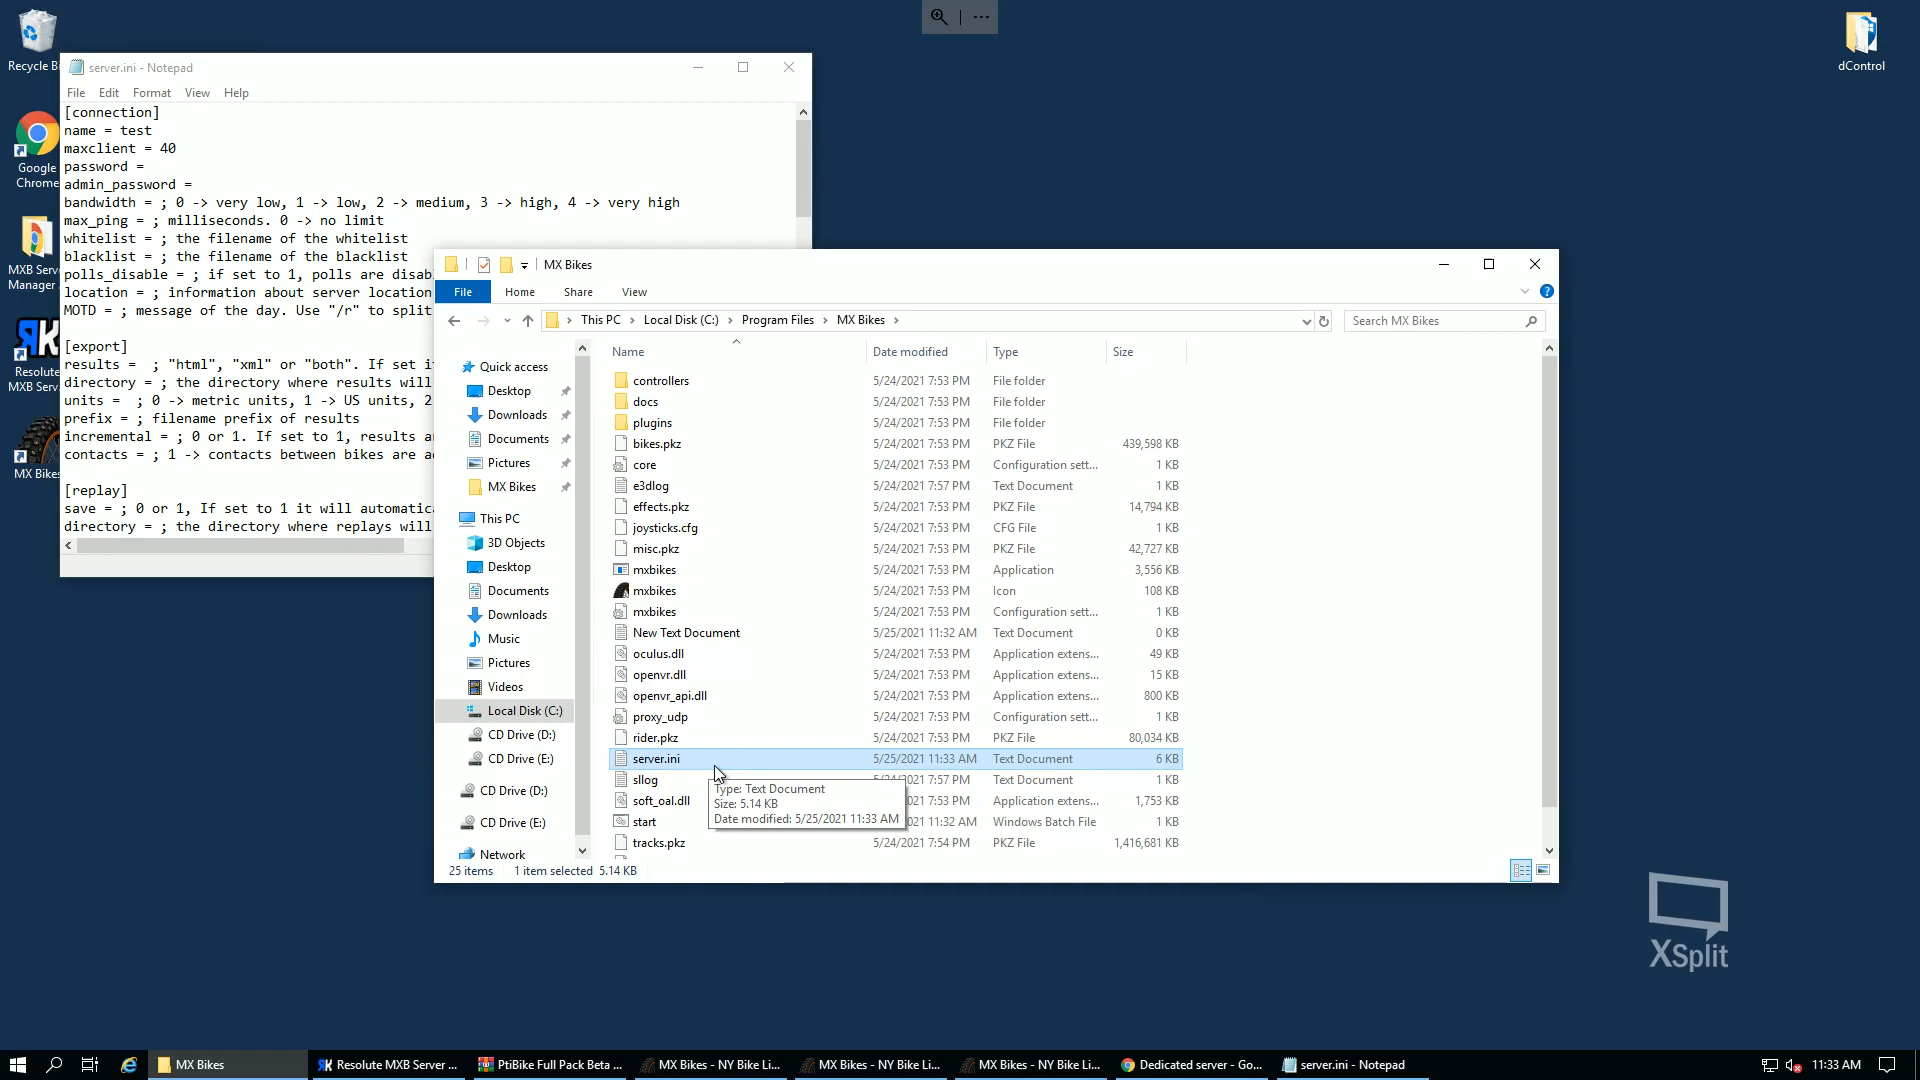 Recycle Bi
Google
Chrome
MXB Serv
Manager
Resolute
MXB Serv
MX Bikes
dControl
server.ini - Notepad
File Edit Format View Help
[connection]
name = test
maxclient = 40
password =
admin_password =
bandwidth = ; 0 -> very low, 1 -> low, 2 -> medium, 3 -> high, 4 -> very high
max_ping = ; milliseconds. 0 -> no limit
whitelist = ; the filename of the whitelist
blacklist = ; the filename of the blacklist
polls_disable = ; if set to 1, polls are disab
location = ; information about server location
MOTD = ; message of the day. Use "/r" to split
[export]
results =  ; "html", "xml" or "both". If set i
directory = ; the directory where results will
units =  ; 0 -> metric units, 1 -> US units, 2
prefix = ; filename prefix of results
incremental = ; 0 or 1. If set to 1, results a
contacts = ; 1 -> contacts between bikes are a
[replay]
save = ; 0 or 1, If set to 1 it will automatica
directory = ; the directory where replays will
MX Bikes
File Home Share View
This PC > Local Disk (C:) > Program Files > MX Bikes >
Search MX Bikes
Quick access
Desktop
Downloads
Documents
Pictures
MX Bikes
This PC
3D Objects
Desktop
Documents
Downloads
Music
Pictures
Videos
Local Disk (C:)
CD Drive (D:)
CD Drive (E:)
CD Drive (D:)
CD Drive (E:)
Network
Name Date modified Type Size
controllers 5/24/2021 7:53 PM File folder
docs 5/24/2021 7:53 PM File folder
plugins 5/24/2021 7:53 PM File folder
bikes.pkz 5/24/2021 7:53 PM PKZ File 439,598 KB
core 5/24/2021 7:53 PM Configuration sett... 1 KB
e3dlog 5/24/2021 7:57 PM Text Document 1 KB
effects.pkz 5/24/2021 7:53 PM PKZ File 14,794 KB
joysticks.cfg 5/24/2021 7:53 PM CFG File 1 KB
misc.pkz 5/24/2021 7:53 PM PKZ File 42,727 KB
mxbikes 5/24/2021 7:53 PM Application 3,556 KB
mxbikes 5/24/2021 7:53 PM Icon 108 KB
mxbikes 5/24/2021 7:53 PM Configuration sett... 1 KB
New Text Document 5/25/2021 11:32 AM Text Document 0 KB
oculus.dll 5/24/2021 7:53 PM Application extens... 49 KB
openvr.dll 5/24/2021 7:53 PM Application extens... 15 KB
openvr_api.dll 5/24/2021 7:53 PM Application extens... 800 KB
proxy_udp 5/24/2021 7:53 PM Configuration sett... 1 KB
rider.pkz 5/24/2021 7:53 PM PKZ File 80,034 KB
server.ini 5/25/2021 11:33 AM Text Document 6 KB
sllog 5/24/2021 7:57 PM Text Document 1 KB
soft_oal.dll Application extens... 1,753 KB
start 2021 11:32 AM Windows Batch File 1 KB
tracks.pkz 5/24/2021 7:54 PM PKZ File 1,416,681 KB
Type: Text Document
Size: 5.14 KB
Date modified: 5/25/2021 11:33 AM
25 items 1 item selected 5.14 KB
XSplit
MX Bikes
RK Resolute MXB Server ...
PtiBike Full Pack Beta ...
MX Bikes - NY Bike Li...
MX Bikes - NY Bike Li...
MX Bikes - NY Bike Li...
Dedicated server - Go...
server.ini - Notepad
11:33 AM